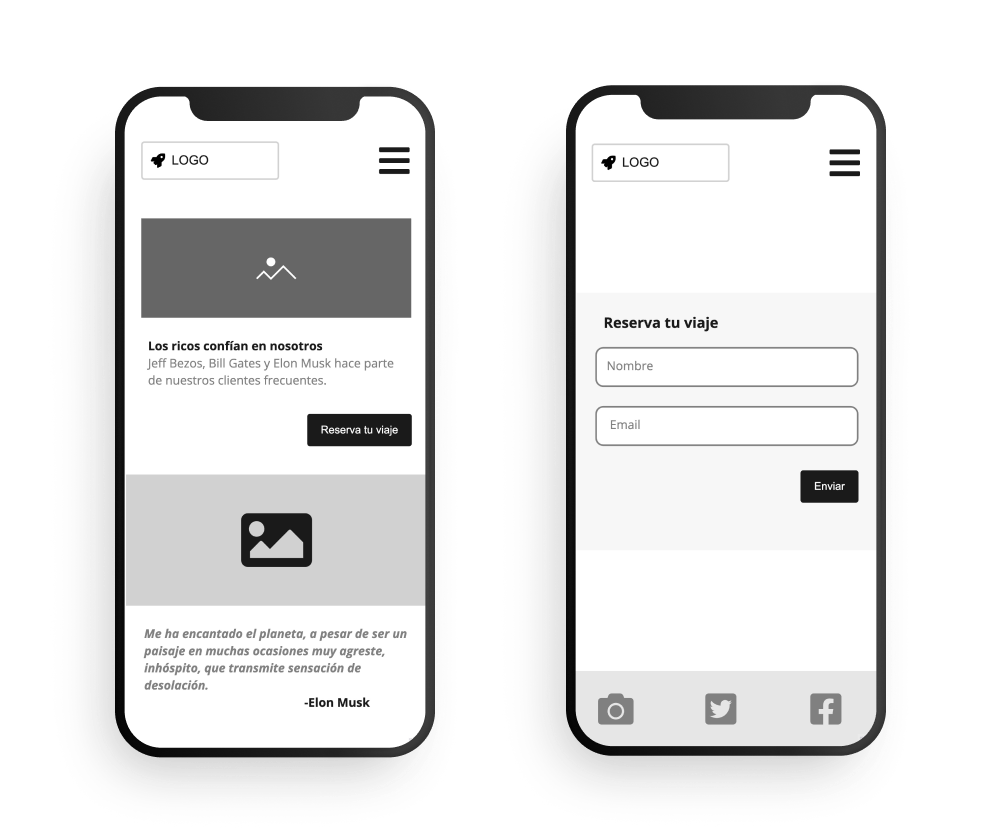 LOGO
Los ricos confían en nosotros
Jeff Bezos, Bill Gates y Elon Musk hace parte
de nuestros clientes frecuentes.
Reserva tu viaje
Me ha encantado el planeta, a pesar de ser un
paisaje en muchas ocasiones muy agreste,
inhóspito, que transmite sensación de
desolación.
-Elon Musk
LOGO
Reserva tu viaje
Nombre
Email
Enviar